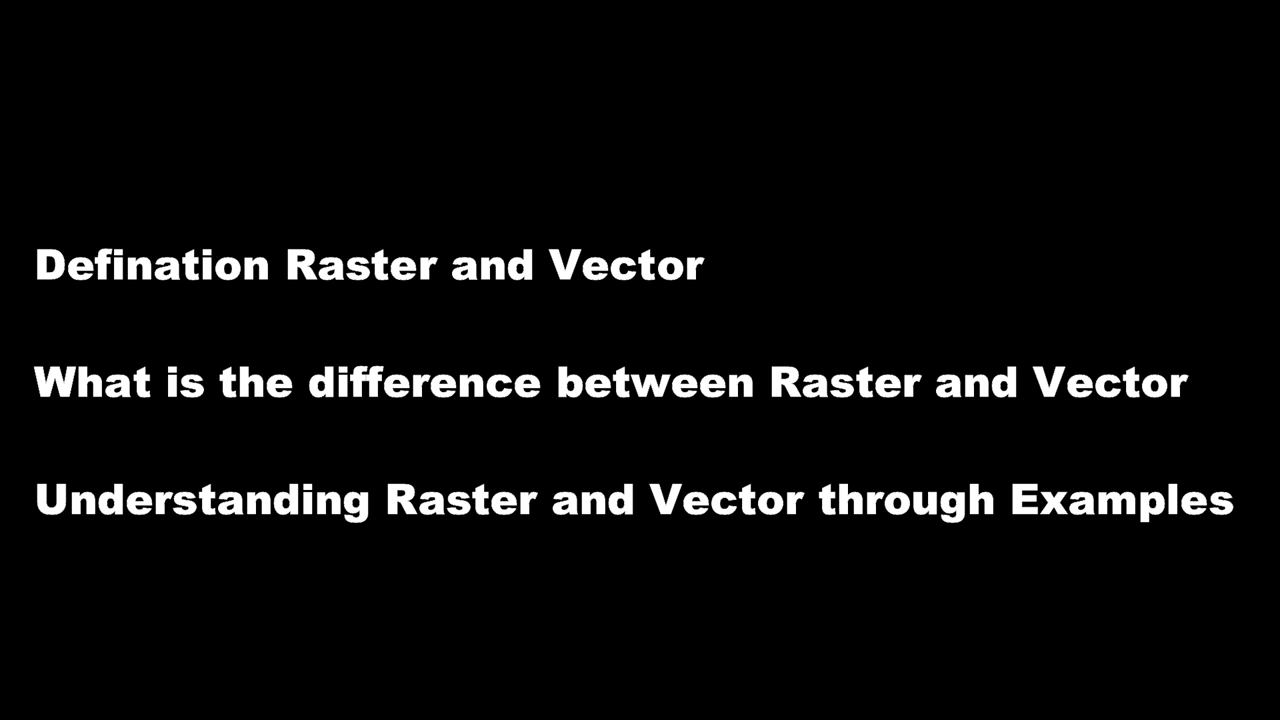 Defination Raster and Vector
What is the difference between Raster and Vector
Understanding Raster and Vector through Examples